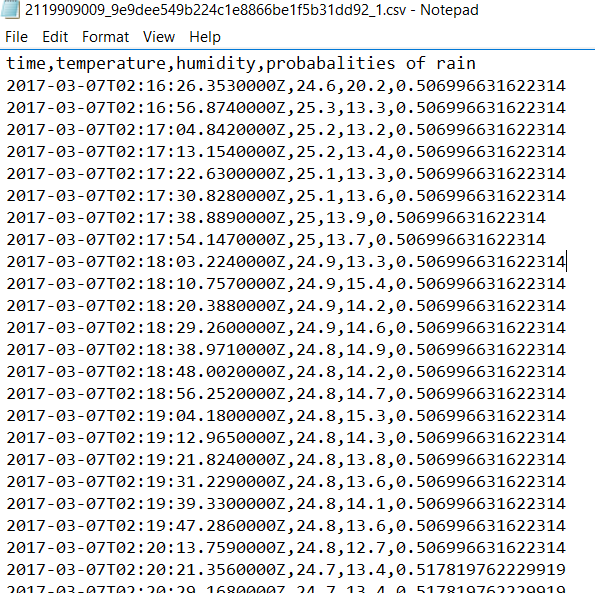 2119909009_9e9dee549b224c1e8866be1f5b31dd92_1.csv - Notepad
File Edit Format View Help
time,temperature,humidity,probabalities of rain
2017-03-07T02:16:26.3530000Z,24.6,20.2,0.506996631622314
2017-03-07T02:16:56.8740000Z,25.3,13.3,0.506996631622314
2017-03-07T02:17:04.8420000Z,25.2,13.2,0.506996631622314
2017-03-07T02:17:13.1540000Z,25.2,13.4,0.506996631622314
2017-03-07T02:17:22.6300000Z,25.1,13.3,0.506996631622314
2017-03-07T02:17:30.8280000Z,25.1,13.6,0.506996631622314
2017-03-07T02:17:38.8890000Z,25,13.9,0.506996631622314
2017-03-07T02:17:54.1470000Z,25,13.7,0.506996631622314
2017-03-07T02:18:03.2240000Z,24.9,13.3,0.506996631622314
2017-03-07T02:18:10.7570000Z,24.9,15.4,0.506996631622314
2017-03-07T02:18:20.3880000Z,24.9,14.2,0.506996631622314
2017-03-07T02:18:29.2600000Z,24.9,14.6,0.506996631622314
2017-03-07T02:18:38.9710000Z,24.8,14.9,0.506996631622314
2017-03-07T02:18:48.0020000Z,24.8,14.2,0.506996631622314
2017-03-07T02:18:56.2520000Z,24.8,14.7,0.506996631622314
2017-03-07T02:19:04.1800000Z,24.8,15.3,0.506996631622314
2017-03-07T02:19:12.9650000Z,24.8,14.3,0.506996631622314
2017-03-07T02:19:21.8240000Z,24.8,13.8,0.506996631622314
2017-03-07T02:19:31.2290000Z,24.8,13.6,0.506996631622314
2017-03-07T02:19:39.3300000Z,24.8,14.1,0.506996631622314
2017-03-07T02:19:47.2860000Z,24.8,13.6,0.506996631622314
2017-03-07T02:20:13.7590000Z,24.8,12.7,0.506996631622314
2017-03-07T02:20:21.3560000Z,24.7,13.4,0.517819762229919
2017-03-07T02:20:29.1680000Z,24.7,13.4,0.517819762229919